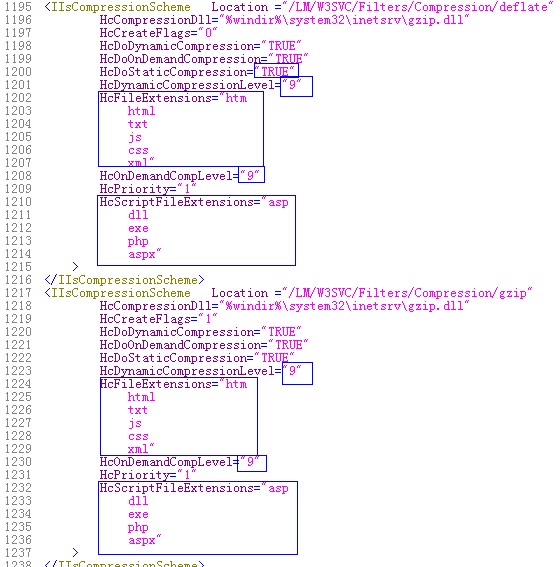 1195 <IIsCompressionScheme Location ="/LM/W3SVC/Filters/Compression/deflate"
1196 HcCompressionDll="%windir%\system32\inetsrv\gzip.dll"
1197 HcCreateFlags="0"
1198 HcDoDynamicCompression="TRUE"
1199 HcDoOnDemandCompression="TRUE"
1200 HcDoStaticCompression="TRUE"
1201 HcDynamicCompressionLevel="9"
1202 HcFileExtensions="htm
1203 html
1204 txt
1205 js
1206 css
1207 xml"
1208 HcOnDemandCompLevel="9"
1209 HcPriority="1"
1210 HcScriptFileExtensions="asp
1211 dll
1212 exe
1213 php
1214 aspx"
1215 >
1216 </IIsCompressionScheme>
1217 <IIsCompressionScheme Location ="/LM/W3SVC/Filters/Compression/gzip"
1218 HcCompressionDll="%windir%\system32\inetsrv\gzip.dll"
1219 HcCreateFlags="1"
1220 HcDoDynamicCompression="TRUE"
1221 HcDoOnDemandCompression="TRUE"
1222 HcDoStaticCompression="TRUE"
1223 HcDynamicCompressionLevel="9"
1224 HcFileExtensions="htm
1225 html
1226 txt
1227 js
1228 css
1229 xml"
1230 HcOnDemandCompLevel="9"
1231 HcPriority="1"
1232 HcScriptFileExtensions="asp
1233 dll
1234 exe
1235 php
1236 aspx"
1237 >
1238 </IIsCompressionScheme>